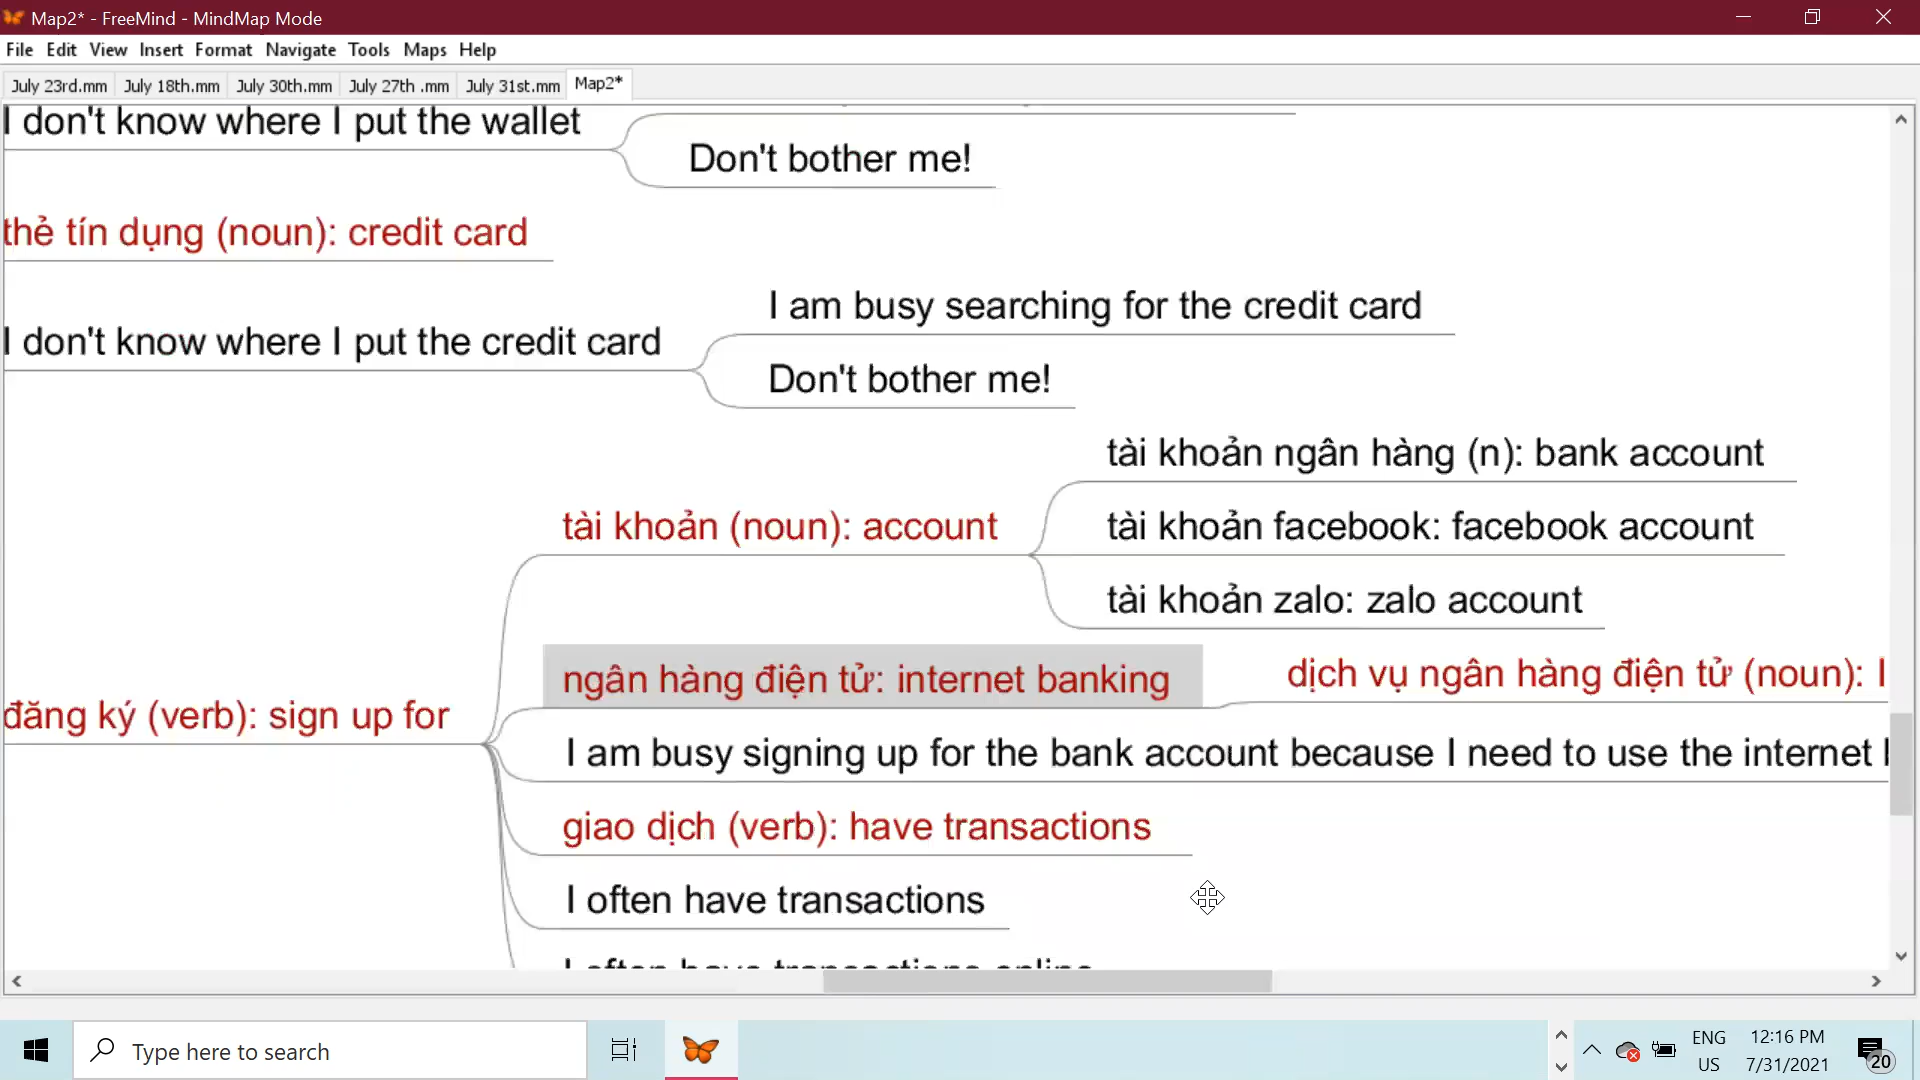 Map2* - FreeMind - MindMap Mode
File Edit View Insert Format Navigate Tools Maps Help
July 23rd.mm July 18th.mm July 30th.mm July 27th .mm July 31st.mm Map2*
I don't know where I put the wallet
Don't bother me!
thẻ tín dụng (noun): credit card
I am busy searching for the credit card
I don't know where I put the credit card
Don't bother me!
tài khoản ngân hàng (n): bank account
tài khoản (noun): account
tài khoản facebook: facebook account
tài khoản zalo: zalo account
ngân hàng điện tử: internet banking
dịch vụ ngân hàng điện tử (noun): I
đăng ký (verb): sign up for
I am busy signing up for the bank account because I need to use the internet
giao dịch (verb): have transactions
I often have transactions
I often have transactions online
Type here to search
ENG
US
12:16 PM
7/31/2021
20